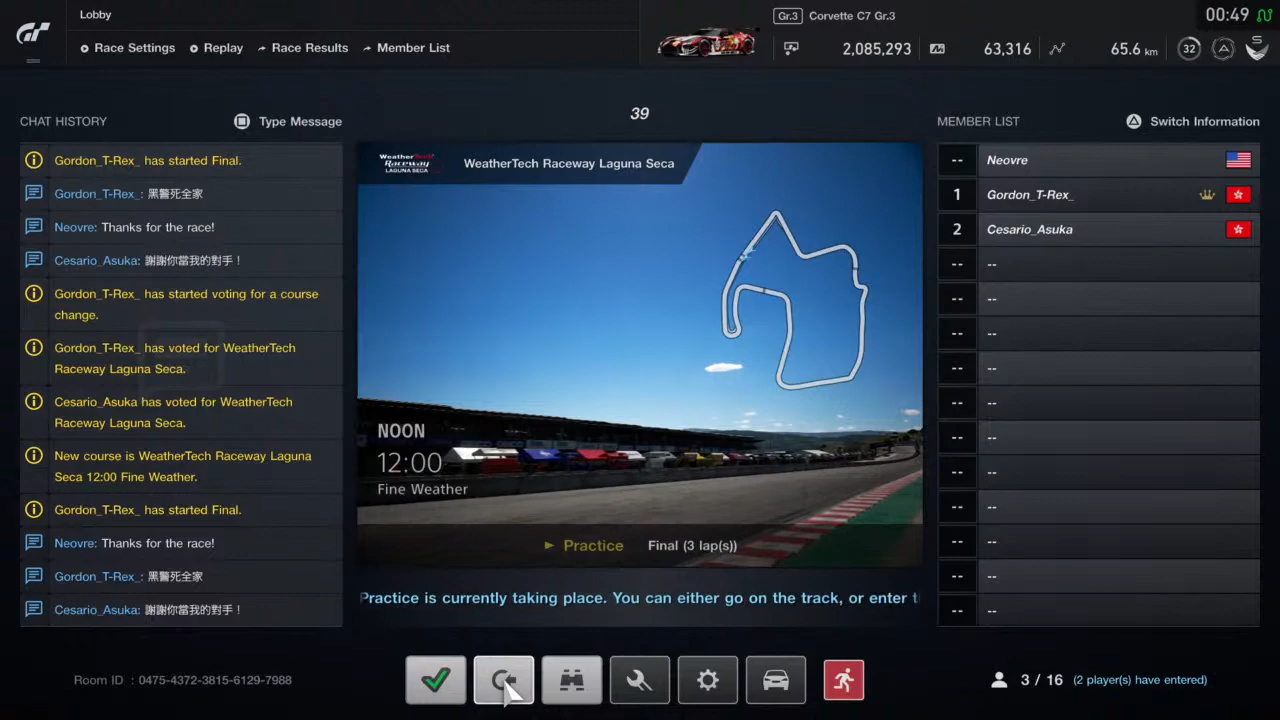 Lobby
Gr.3 Corvette C7 Gr.3
00:49
Race Settings Replay Race Results Member List
2,085,293 63,316 65.6 km 32 A S
CHAT HISTORY Type Message
39
MEMBER LIST Switch Information
Gordon_T-Rex_ has started Final.
Gordon_T-Rex_: 黑警死全家
Neovre: Thanks for the race!
Cesario_Asuka: 謝謝你當我的對手！
Gordon_T-Rex_ has started voting for a course
change.
Gordon_T-Rex_ has voted for WeatherTech
Raceway Laguna Seca.
Cesario_Asuka has voted for WeatherTech
Raceway Laguna Seca.
New course is WeatherTech Raceway Laguna
Seca 12:00 Fine Weather.
Gordon_T-Rex_ has started Final.
Neovre: Thanks for the race!
Gordon_T-Rex_: 黑警死全家
Cesario_Asuka: 謝謝你當我的對手！
WeatherTech
Raceway
LAGUNA SECA
WeatherTech Raceway Laguna Seca
NOON
12:00
Fine Weather
Practice Final (3 lap(s))
Practice is currently taking place. You can either go on the track, or enter t
-- Neovre
1 Gordon_T-Rex_
2 Cesario_Asuka
-- --
-- --
-- --
-- --
-- --
-- --
-- --
-- --
-- --
-- --
-- --
Room ID : 0475-4372-3815-6129-7988
3 / 16 (2 player(s) have entered)